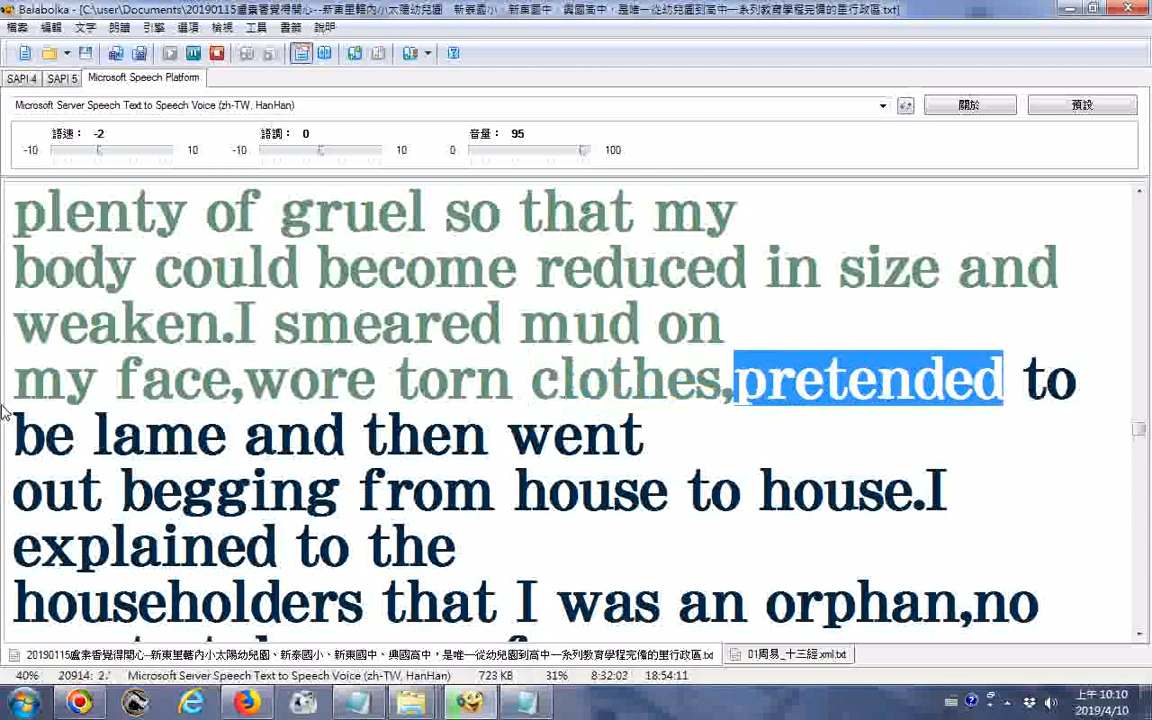 Balabolka - [C:\user\Documents\20190115盧彙香覺得開心--新東里轄內小太陽幼兒園　新泰國小、新東國中、興國高中，是唯一從幼兒園到高中一系列教育學程完備的里行政區.txt]
檔案 編輯 文字 朗讀 引擎 選項 檢視 工具 書籤 說明
SAPI 4 SAPI 5 Microsoft Speech Platform
Microsoft Server Speech Text to Speech Voice (zh-TW, HanHan) 關於 預設
語速： -2 語調： 0 音量： 95
-10 10 -10 10 0 100
plenty of gruel so that my
body could become reduced in size and
weaken.I smeared mud on
my face,wore torn clothes,pretended to
be lame and then went
out begging from house to house.I
explained to the
householders that I was an orphan,no
20190115盧彙香覺得開心--新東里轄內小太陽幼兒園、新泰國小、新東國中、興國高中，是唯一從幼兒園到高中一系列教育學程完備的里行政區.txt 01周易_十三經.xml.txt
40% 20914: 2. Microsoft Server Speech Text to Speech Voice (zh-TW, HanHan) 723 KB 31% 8:32:03 18:54:11
上午 10:10
2019/4/10